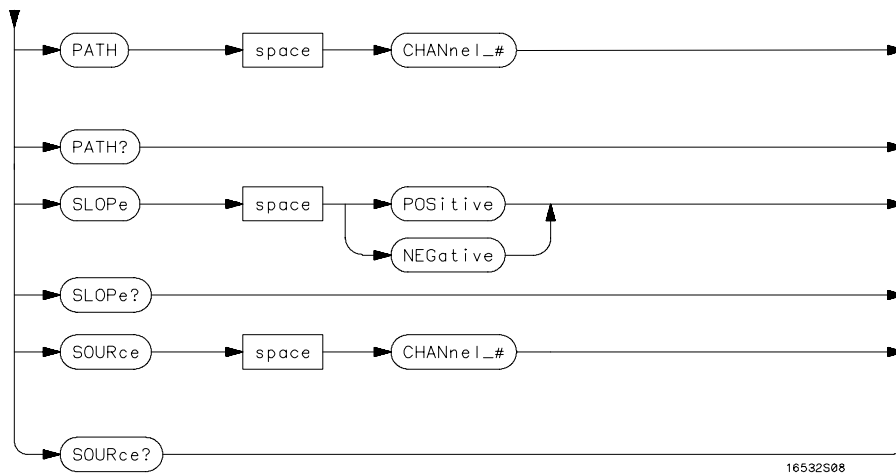 PATH space CHANnel_#
PATH?
SLOPe space POSitive
NEGative
SLOPe?
SOURce space CHANnel_#
SOURce?
16532S08